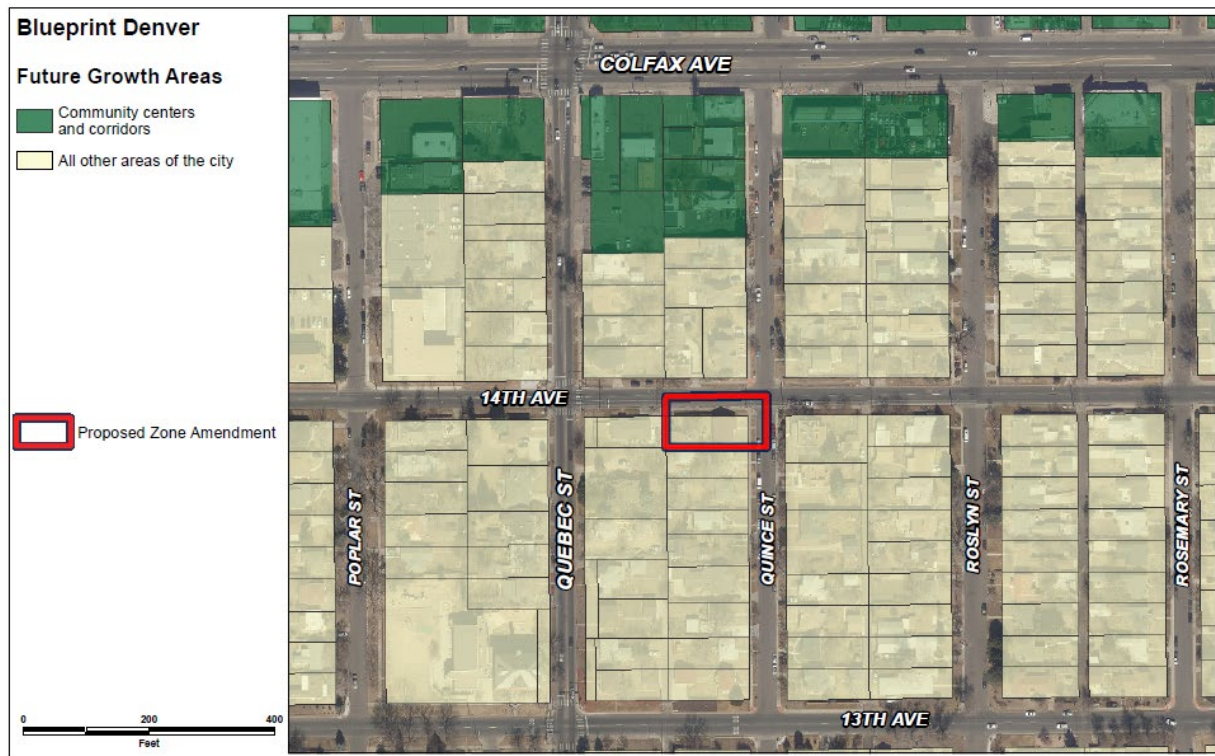 Blueprint Denver
Future Growth Areas
Community centers
and corridors
All other areas of the city
Proposed Zone Amendment
0 200 400
Feet
COLFAX AVE
14TH AVE
POPLAR ST
QUEBEC ST
QUINCE ST
ROSLYN ST
ROSEMARY ST
13TH AVE